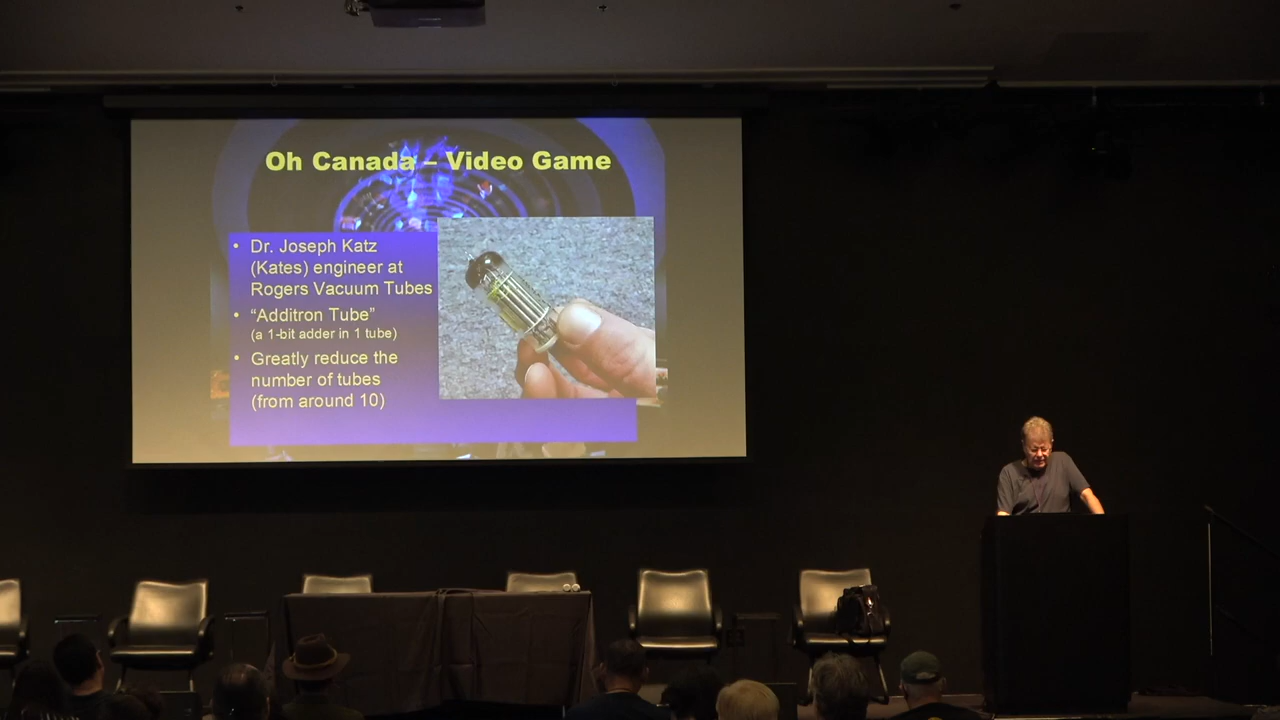 Oh Canada – Video Game
• Dr. Joseph Katz
(Kates) engineer at
Rogers Vacuum Tubes
• “Additron Tube”
(a 1-bit adder in 1 tube)
• Greatly reduce the
number of tubes
(from around 10)